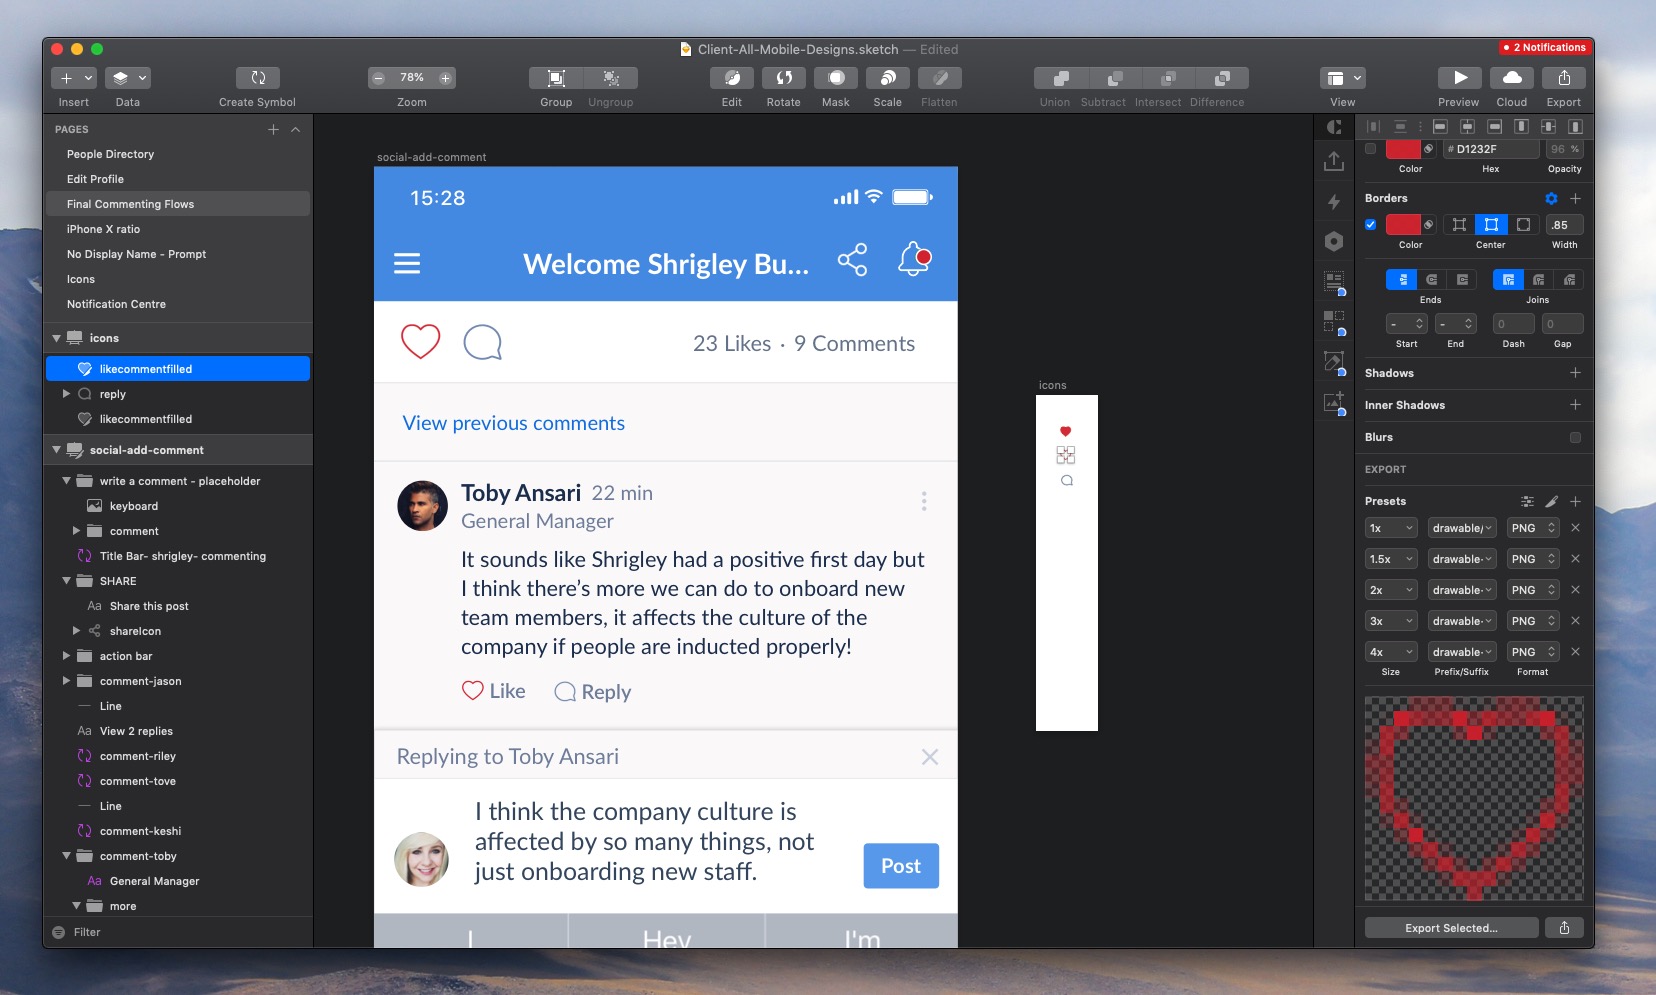 Client-All-Mobile-Designs.sketch — Edited
2 Notifications
78%
Insert
Data
Create Symbol
Zoom
Group
Ungroup
Edit
Rotate
Mask
Scale
Flatten
Union
Subtract
Intersect
Difference
View
Preview
Cloud
Export
PAGES
People Directory
Edit Profile
Final Commenting Flows
iPhone X ratio
No Display Name - Prompt
Icons
Notification Centre
icons
likecommentfilled
reply
likecommentfilled
social-add-comment
write a comment - placeholder
keyboard
comment
Title Bar- shrigley- commenting
SHARE
Aa Share this post
shareIcon
action bar
comment-jason
Line
Aa View 2 replies
comment-riley
comment-tove
Line
comment-keshi
comment-toby
Aa General Manager
more
Filter
social-add-comment
15:28
Welcome Shrigley Bu...
23 Likes · 9 Comments
View previous comments
Toby Ansari 22 min
General Manager
It sounds like Shrigley had a positive first day but
I think there’s more we can do to onboard new
team members, it affects the culture of the
company if people are inducted properly!
Like
Reply
Replying to Toby Ansari
I think the company culture is
affected by so many things, not
just onboarding new staff.
Post
I
Hey
I'm
icons
# D1232F
96 %
Color
Hex
Opacity
Borders
.85
Color
Center
Width
Ends
Joins
-
-
0
0
Start
End
Dash
Gap
Shadows
Inner Shadows
Blurs
EXPORT
Presets
1x drawable/ PNG
1.5x drawable- PNG
2x drawable- PNG
3x drawable- PNG
4x drawable- PNG
Size
Prefix/Suffix
Format
Export Selected...